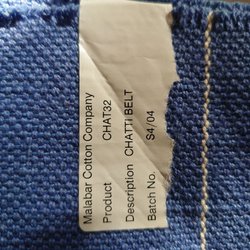 Malabar Cotton Company
Product CHAT32
Description CHATTI BELT
Batch No. S4/04